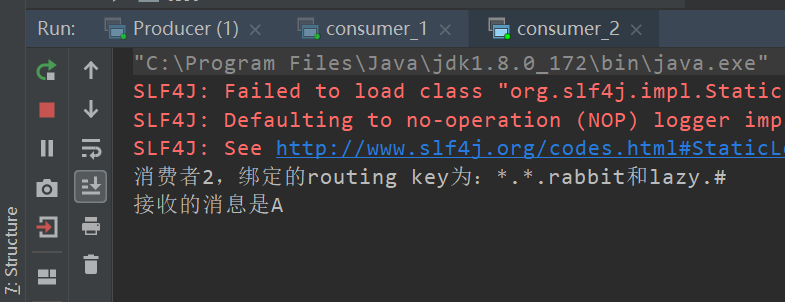 Run:
Producer (1)
consumer_1
consumer_2
"C:\Program Files\Java\jdk1.8.0_172\bin\java.exe"
SLF4J: Failed to load class "org.slf4j.impl.Static
SLF4J: Defaulting to no-operation (NOP) logger imp
SLF4J: See http://www.slf4j.org/codes.html#StaticLo
消费者2，绑定的routing key为：*.*.rabbit和lazy.#
接收的消息是A
7: Structure